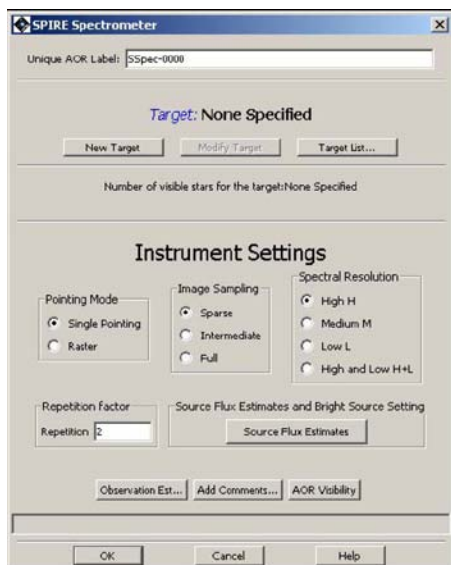 SPIRE Spectrometer
Unique AOR Label: SSpec-0000
Target: None Specified
New Target
Modify Target
Target List...
Number of visible stars for the target:None Specified
Instrument Settings
Pointing Mode
Single Pointing
Raster
Image Sampling
Sparse
Intermediate
Full
Spectral Resolution
High H
Medium M
Low L
High and Low H+L
Repetition factor
Repetition 2
Source Flux Estimates and Bright Source Setting
Source Flux Estimates
Observation Est...
Add Comments...
AOR Visibility
OK
Cancel
Help